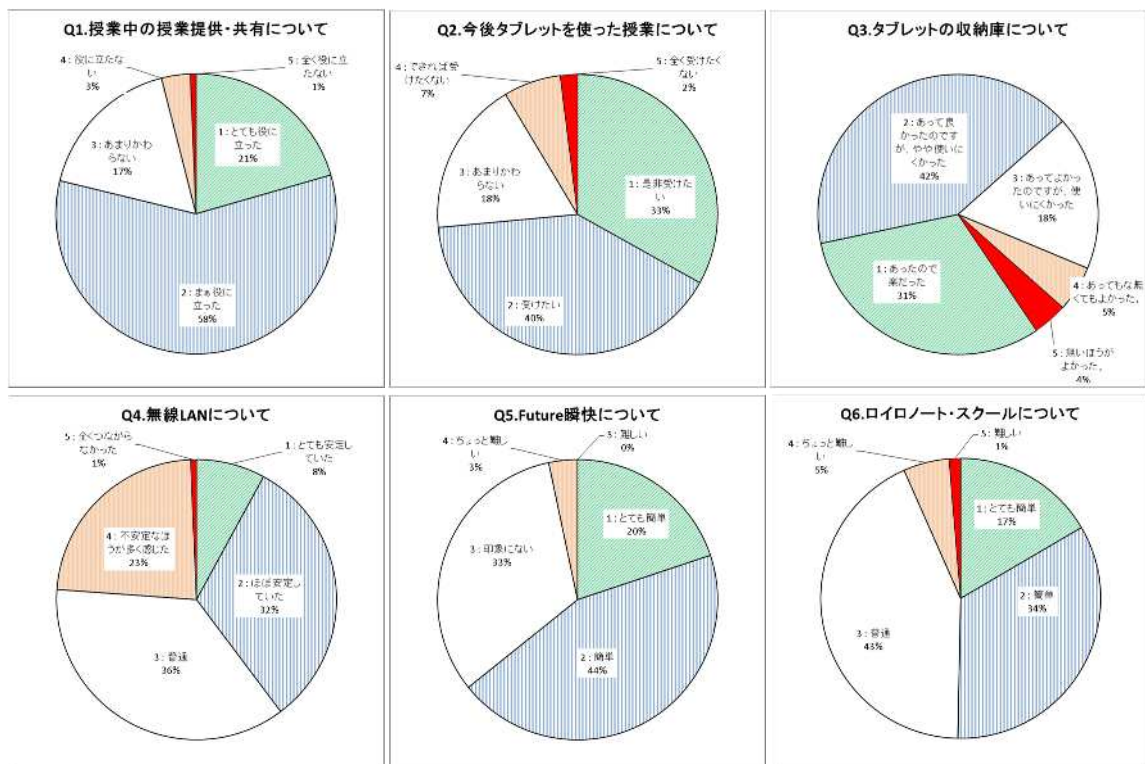 Q1.授業中の授業提供・共有について
4：役に立たな
い
3%
5：全く役に立
たない
1%
3：あまりかわ
らない
17%
1：とても役に
立った
21%
2：まぁ役に
立った
58%
Q2.今後タブレットを使った授業について
4：できれば受
けたくない
7%
5：全く受けたく
ない
2%
3：あまりかわ
らない
18%
1：是非受けた
い
33%
2：受けたい
40%
Q3.タブレットの収納庫について
2：あって良
かったのです
が、やや使いに
くかった
42%
3：あってよかっ
たのですが、使
いにくかった
18%
1：あったので
楽だった
31%
4：あってもな無
くてもよかった。
5%
5：無いほうが
よかった。
4%
Q4.無線LANについて
5：全くつながら
なかった
1%
1：とても安定し
ていた
8%
4：不安定なほ
うが多く感じた
23%
2：ほぼ安定し
ていた
32%
3：普通
36%
Q5.Future瞬快について
4：ちょっと難し
い
3%
5：難しい
0%
1：とても簡単
20%
3：印象にない
33%
2：簡単
44%
Q6.ロイロノート・スクールについて
4：ちょっと難し
い
5%
5：難しい
1%
1：とても簡単
17%
2：簡単
34%
3：普通
43%